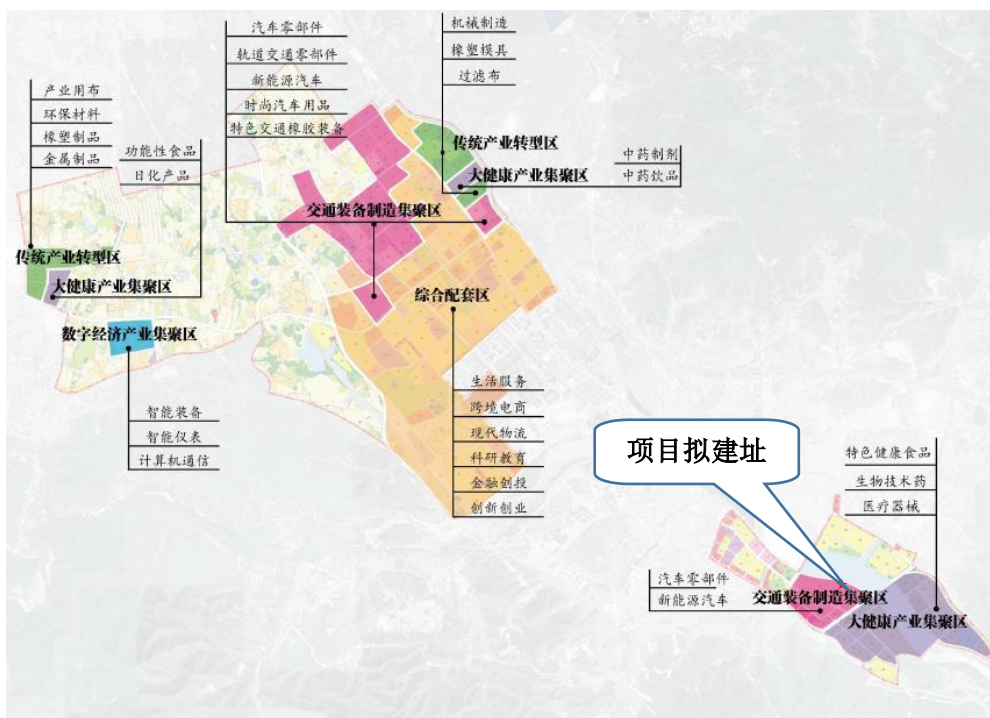 汽车零部件
轨道交通零部件
新能源汽车
时尚汽车用品
特色交通橡胶装备
机械制造
橡塑模具
过滤布
产业用布
环保材料
橡塑制品
金属制品
功能性食品
日化产品
传统产业转型区
大健康产业集聚区
中药制剂
中药饮品
交通装备制造集聚区
传统产业转型区
大健康产业集聚区
数字经济产业集聚区
综合配套区
智能装备
智能仪表
计算机通信
生活服务
跨境电商
现代物流
科研教育
金融创投
创新创业
项目拟建址
特色健康食品
生物技术药
医疗器械
汽车零部件
新能源汽车
交通装备制造集聚区
大健康产业集聚区